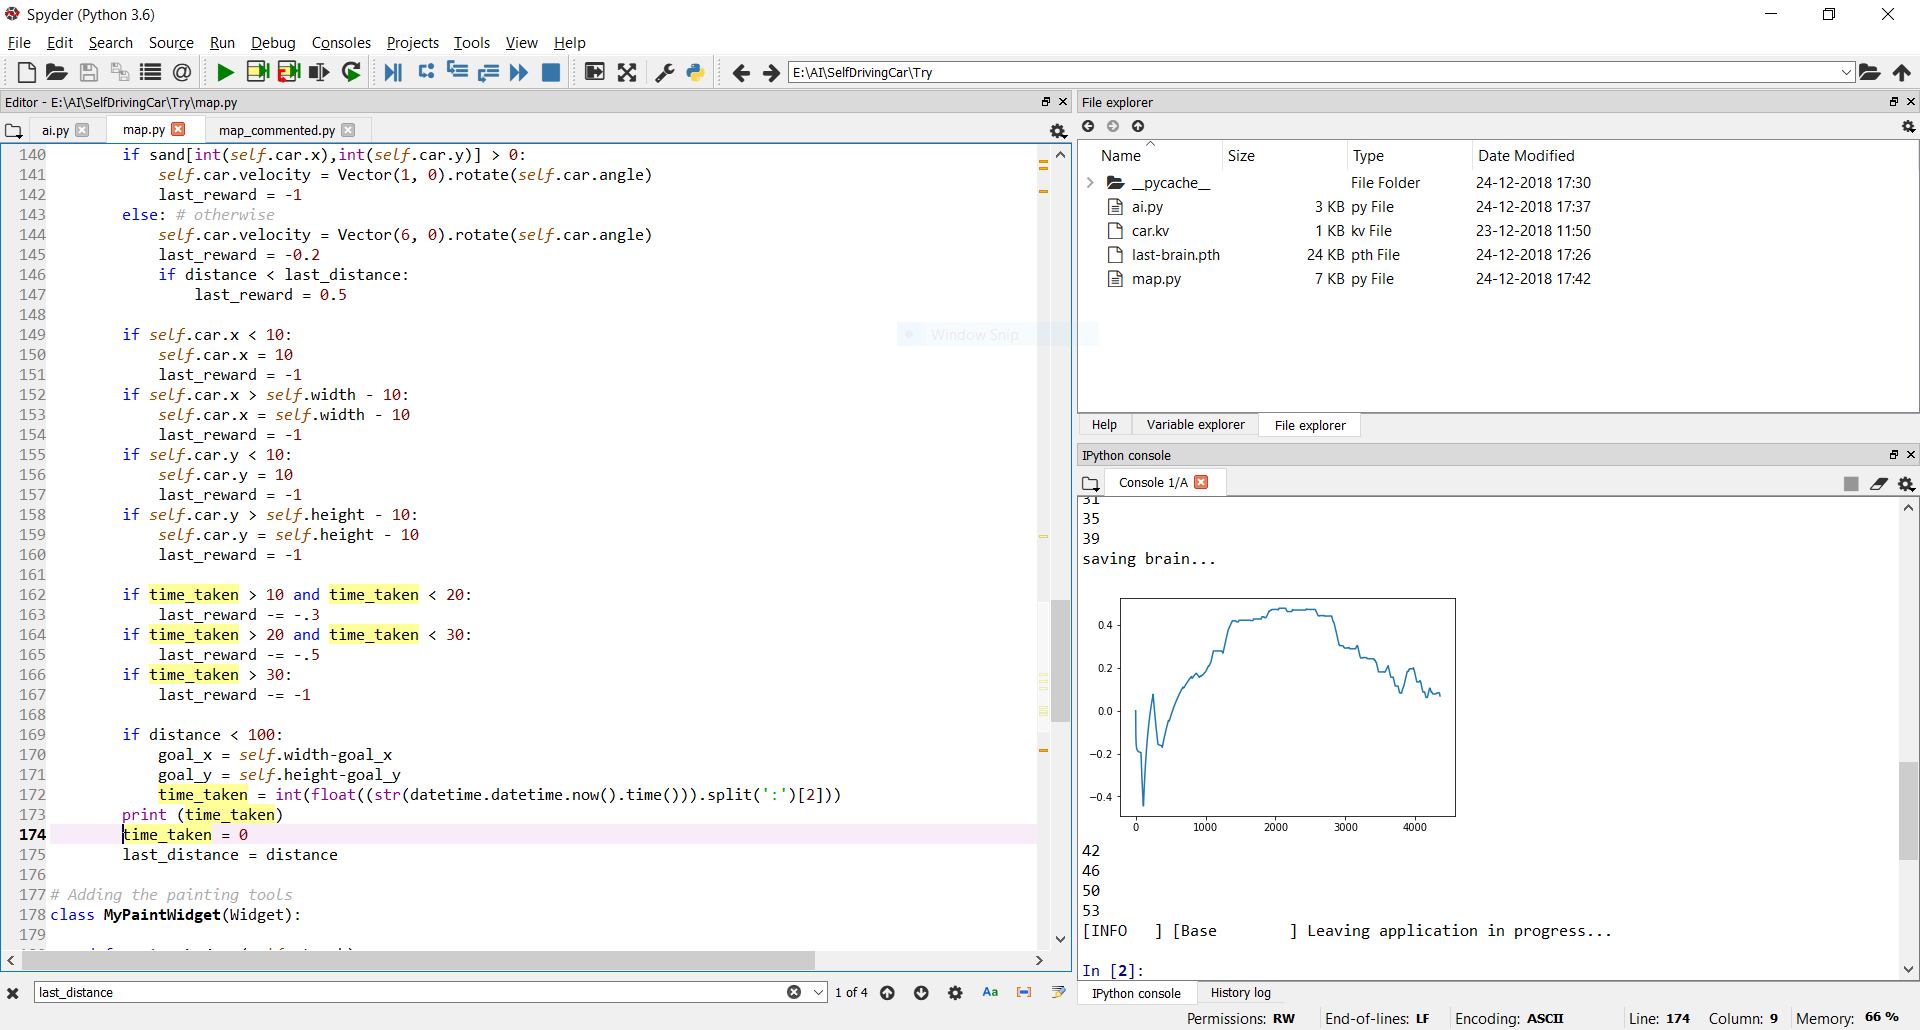 Spyder (Python 3.6)
File Edit Search Source Run Debug Consoles Projects Tools View Help
E:\AI\SelfDrivingCar\Try
Editor - E:\AI\SelfDrivingCar\Try\map.py
ai.py map.py map_commented.py
140 if sand[int(self.car.x),int(self.car.y)] > 0:
141 self.car.velocity = Vector(1, 0).rotate(self.car.angle)
142 last_reward = -1
143 else: # otherwise
144 self.car.velocity = Vector(6, 0).rotate(self.car.angle)
145 last_reward = -0.2
146 if distance < last_distance:
147 last_reward = 0.5
148
149 if self.car.x < 10:
150 self.car.x = 10
151 last_reward = -1
152 if self.car.x > self.width - 10:
153 self.car.x = self.width - 10
154 last_reward = -1
155 if self.car.y < 10:
156 self.car.y = 10
157 last_reward = -1
158 if self.car.y > self.height - 10:
159 self.car.y = self.height - 10
160 last_reward = -1
161
162 if time_taken > 10 and time_taken < 20:
163 last_reward -= -.3
164 if time_taken > 20 and time_taken < 30:
165 last_reward -= -.5
166 if time_taken > 30:
167 last_reward -= -1
168
169 if distance < 100:
170 goal_x = self.width-goal_x
171 goal_y = self.height-goal_y
172 time_taken = int(float((str(datetime.datetime.now().time())).split(':')[2]))
173 print (time_taken)
174 time_taken = 0
175 last_distance = distance
176
177 # Adding the painting tools
178 class MyPaintWidget(Widget):
179
last_distance 1 of 4 Aa
Window Snip
File explorer
Name Size Type Date Modified
__pycache__ File Folder 24-12-2018 17:30
ai.py 3 KB py File 24-12-2018 17:37
car.kv 1 KB kv File 23-12-2018 11:50
last-brain.pth 24 KB pth File 24-12-2018 17:26
map.py 7 KB py File 24-12-2018 17:42
Help Variable explorer File explorer
IPython console
Console 1/A
31
35
39
saving brain...
0.4
0.2
0.0
−0.2
−0.4
0 1000 2000 3000 4000
42
46
50
53
[INFO   ] [Base        ] Leaving application in progress...
In [2]:
IPython console History log
Permissions: RW End-of-lines: LF Encoding: ASCII Line: 174 Column: 9 Memory: 66 %